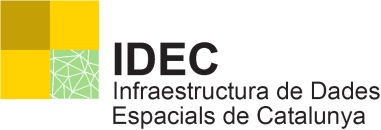 IDEC
Infraestructura de Dades
Espacials de Catalunya